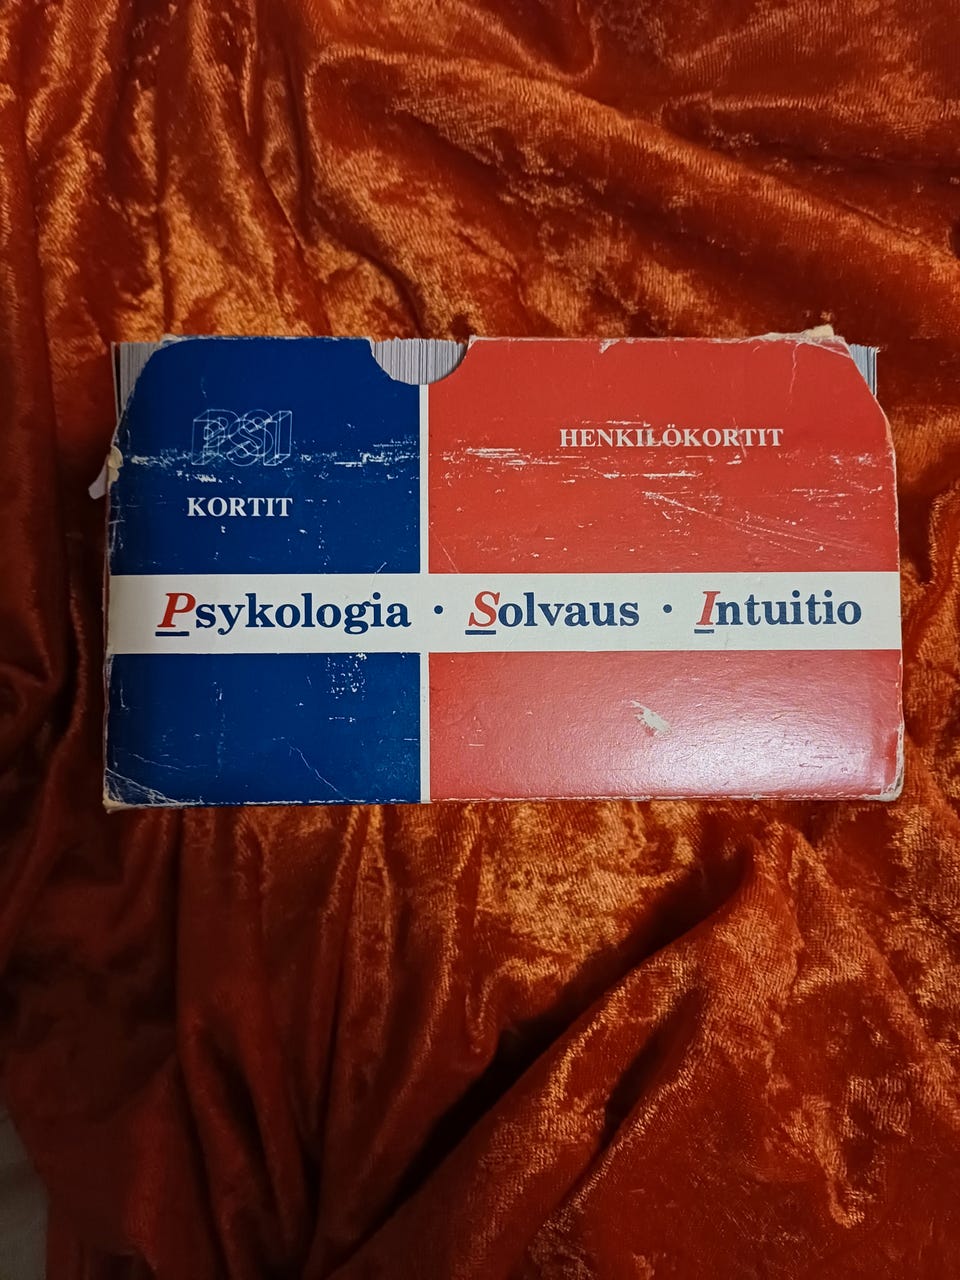 PSI
KORTIT
HENKILÖKORTIT
Psykologia • Solvaus • Intuitio